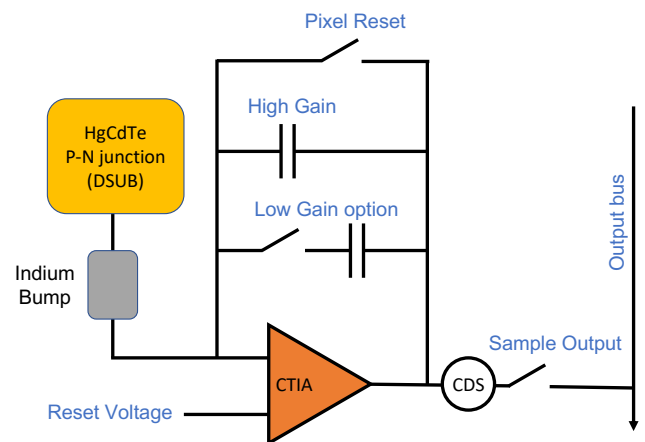 Pixel Reset
HgCdTe
P-N junction
(DSUB)
High Gain
Low Gain option
Output bus
Indium
Bump
Sample Output
CTIA
CDS
Reset Voltage